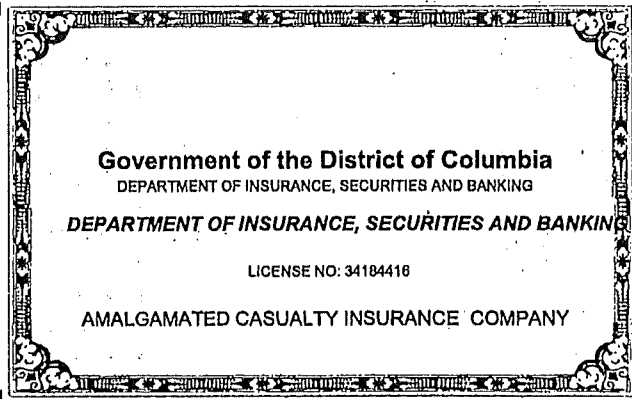 Government of the District of Columbia
DEPARTMENT OF INSURANCE, SECURITIES AND BANKING
DEPARTMENT OF INSURANCE, SECURITIES AND BANKING
LICENSE NO: 34184416
AMALGAMATED CASUALTY INSURANCE COMPANY